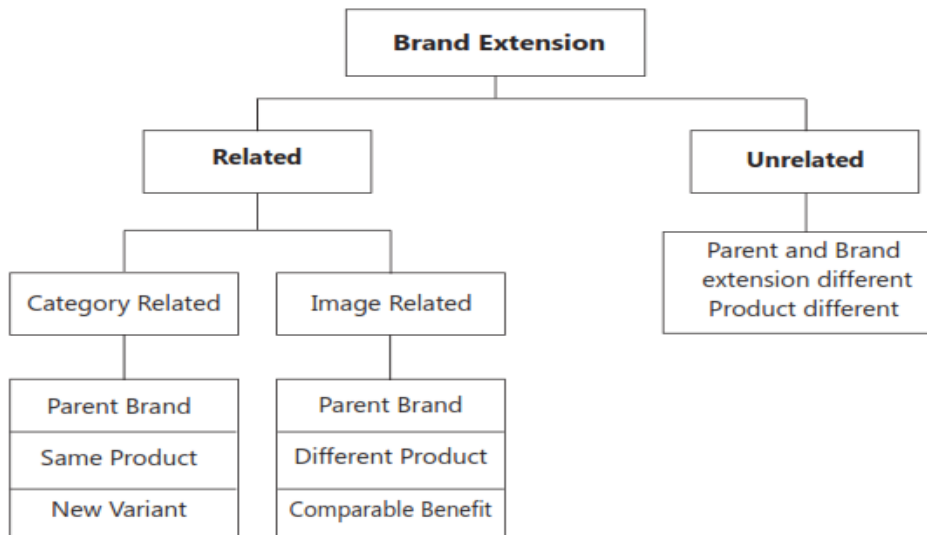 Brand Extension
Related
Unrelated
Parent and Brand
extension different
Product different
Category Related
Image Related
Parent Brand
Same Product
New Variant
Parent Brand
Different Product
Comparable Benefit